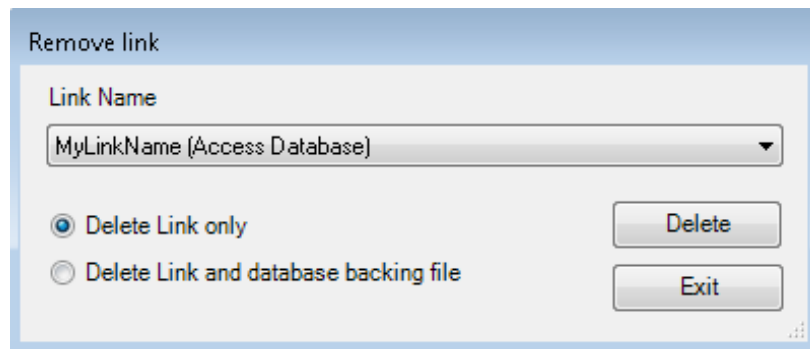 Remove link
Link Name
MyLinkName (Access Database)
Delete Link only
Delete
Delete Link and database backing file
Exit